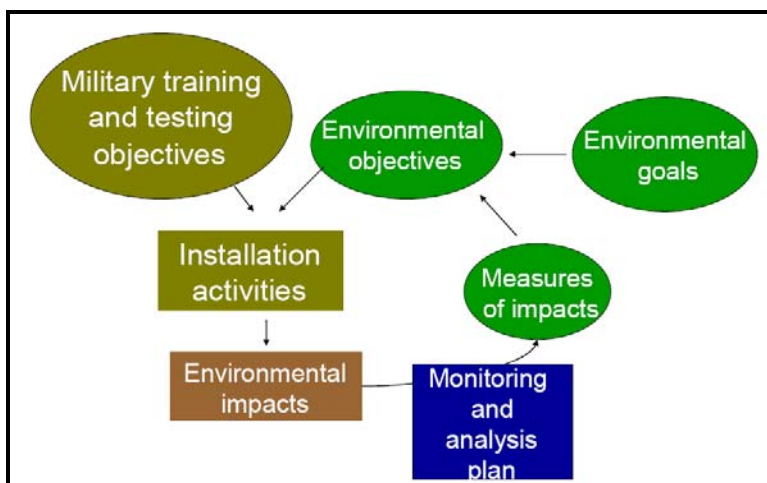 Military training
and testing
objectives
Environmental
objectives
Environmental
goals
Installation
activities
Measures
of impacts
Environmental
impacts
Monitoring
and
analysis
plan